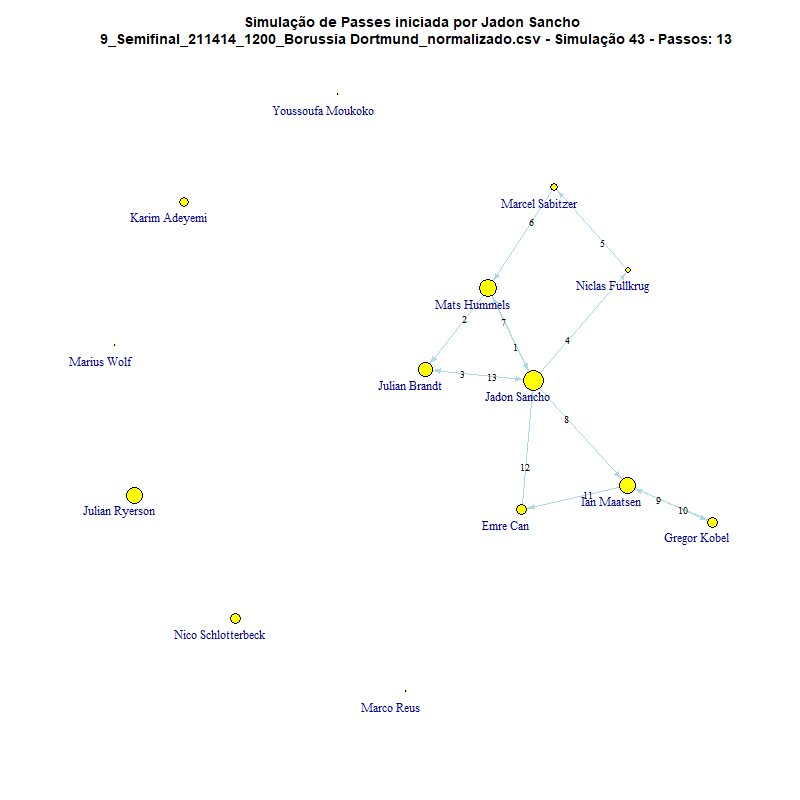 Simulação de Passes iniciada por Jadon Sancho
9_Semifinal_211414_1200_Borussia Dortmund_normalizado.csv - Simulação 43 - Passos: 13
Youssoufa Moukoko
Marcel Sabitzer
Karim Adeyemi
6
5
Niclas Fullkrug
Mats Hummels
2
7
4
1
Marius Wolf
3
13
Julian Brandt
Jadon Sancho
8
12
11
Ian Maatsen
9
10
Julian Ryerson
Emre Can
Gregor Kobel
Nico Schlotterbeck
Marco Reus